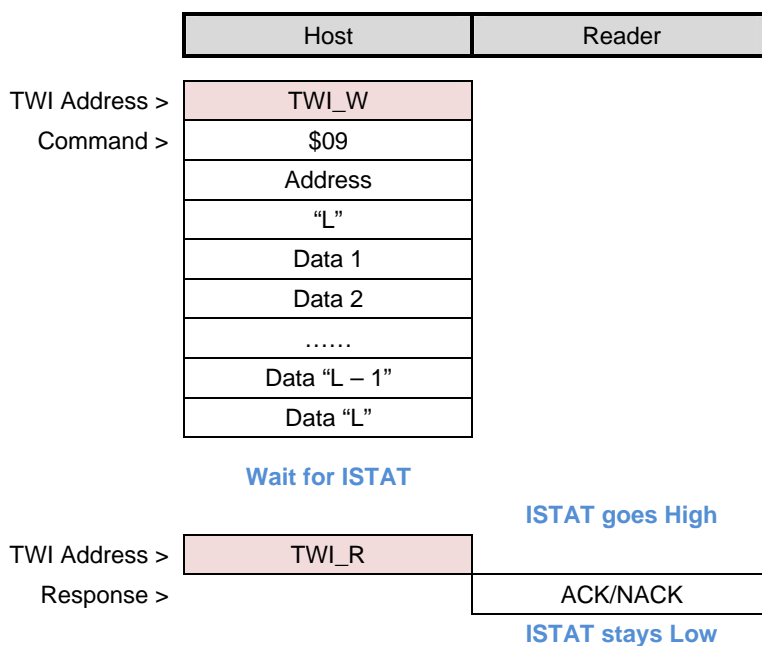 Host Reader
TWI Address > TWI_W
Command > $09
Address
“L”
Data 1
Data 2
……
Data “L – 1”
Data “L”
Wait for ISTAT
ISTAT goes High
TWI Address > TWI_R
Response > ACK/NACK
ISTAT stays Low